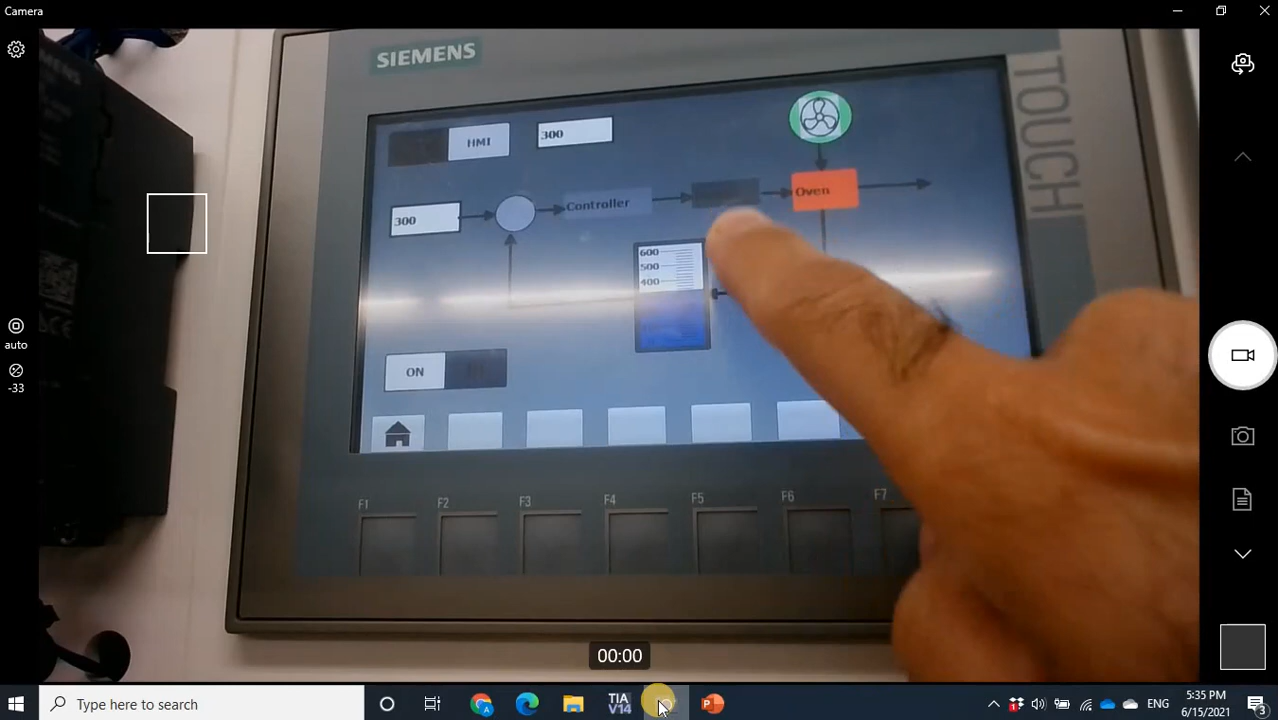 Camera
SIEMENS
TOUCH
HMI
300
Oven
300
Controller
600
500
400
ON
auto
-33
F1
F2
F3
F4
F5
F6
F7
00:00
Type here to search
TIA
V14
ENG
5:35 PM
6/15/2021
3